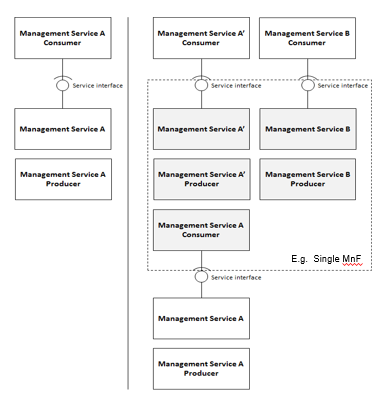 Management Service A
Consumer
Service interface
Management Service A
Management Service A
Producer
Management Service A'
Consumer
Management Service B
Consumer
Service interface
Service interface
Management Service A'
Management Service B
Management Service A'
Producer
Management Service B
Producer
Management Service A
Consumer
E.g. Single MnF
Service interface
Management Service A
Management Service A
Producer